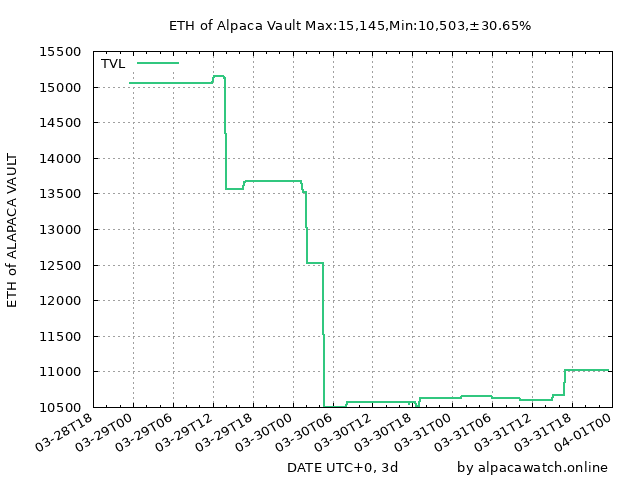 ETH of Alpaca Vault Max:15,145,Min:10,503,±30.65%
TVL
15500
15000
14500
14000
13500
13000
12500
12000
11500
11000
10500
ETH of ALAPACA VAULT
03-28T18
03-29T00
03-29T06
03-29T12
03-29T18
03-30T00
03-30T06
03-30T12
03-30T18
03-31T00
03-31T06
03-31T12
03-31T18
04-01T00
DATE UTC+0, 3d
by alpacawatch.online